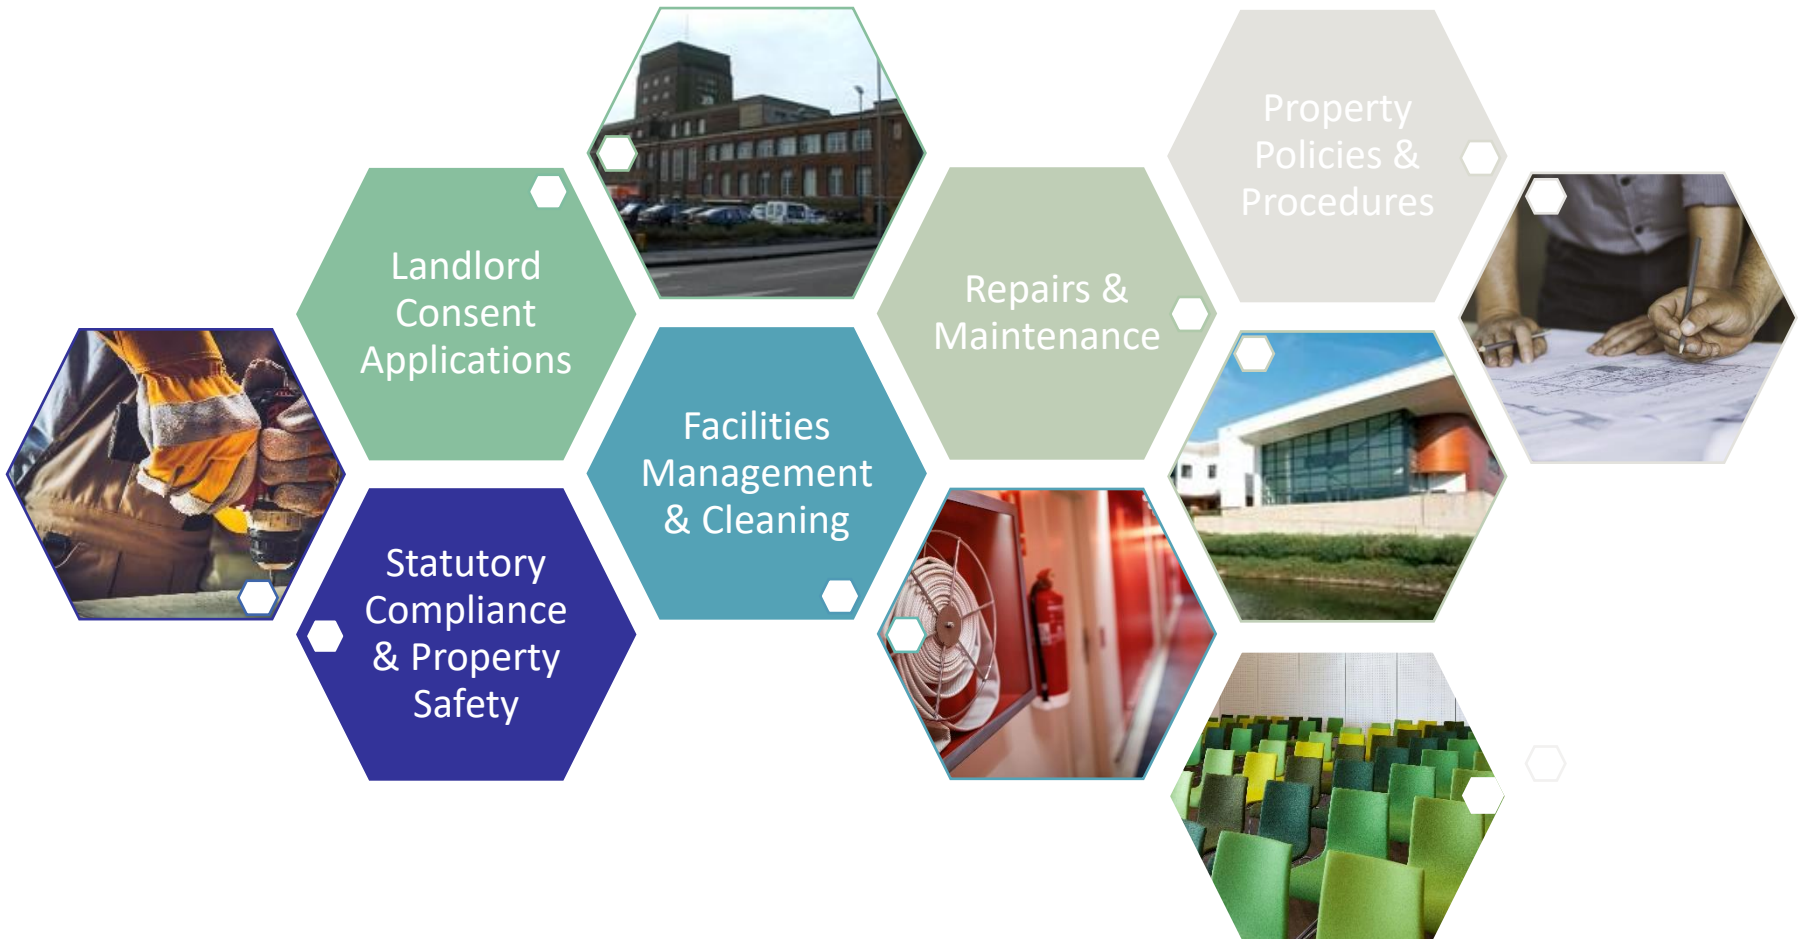 Landlord
Consent
Applications
Statutory
Compliance
& Property
Safety
Facilities
Management
& Cleaning
Repairs &
Maintenance
Property
Policies &
Procedures